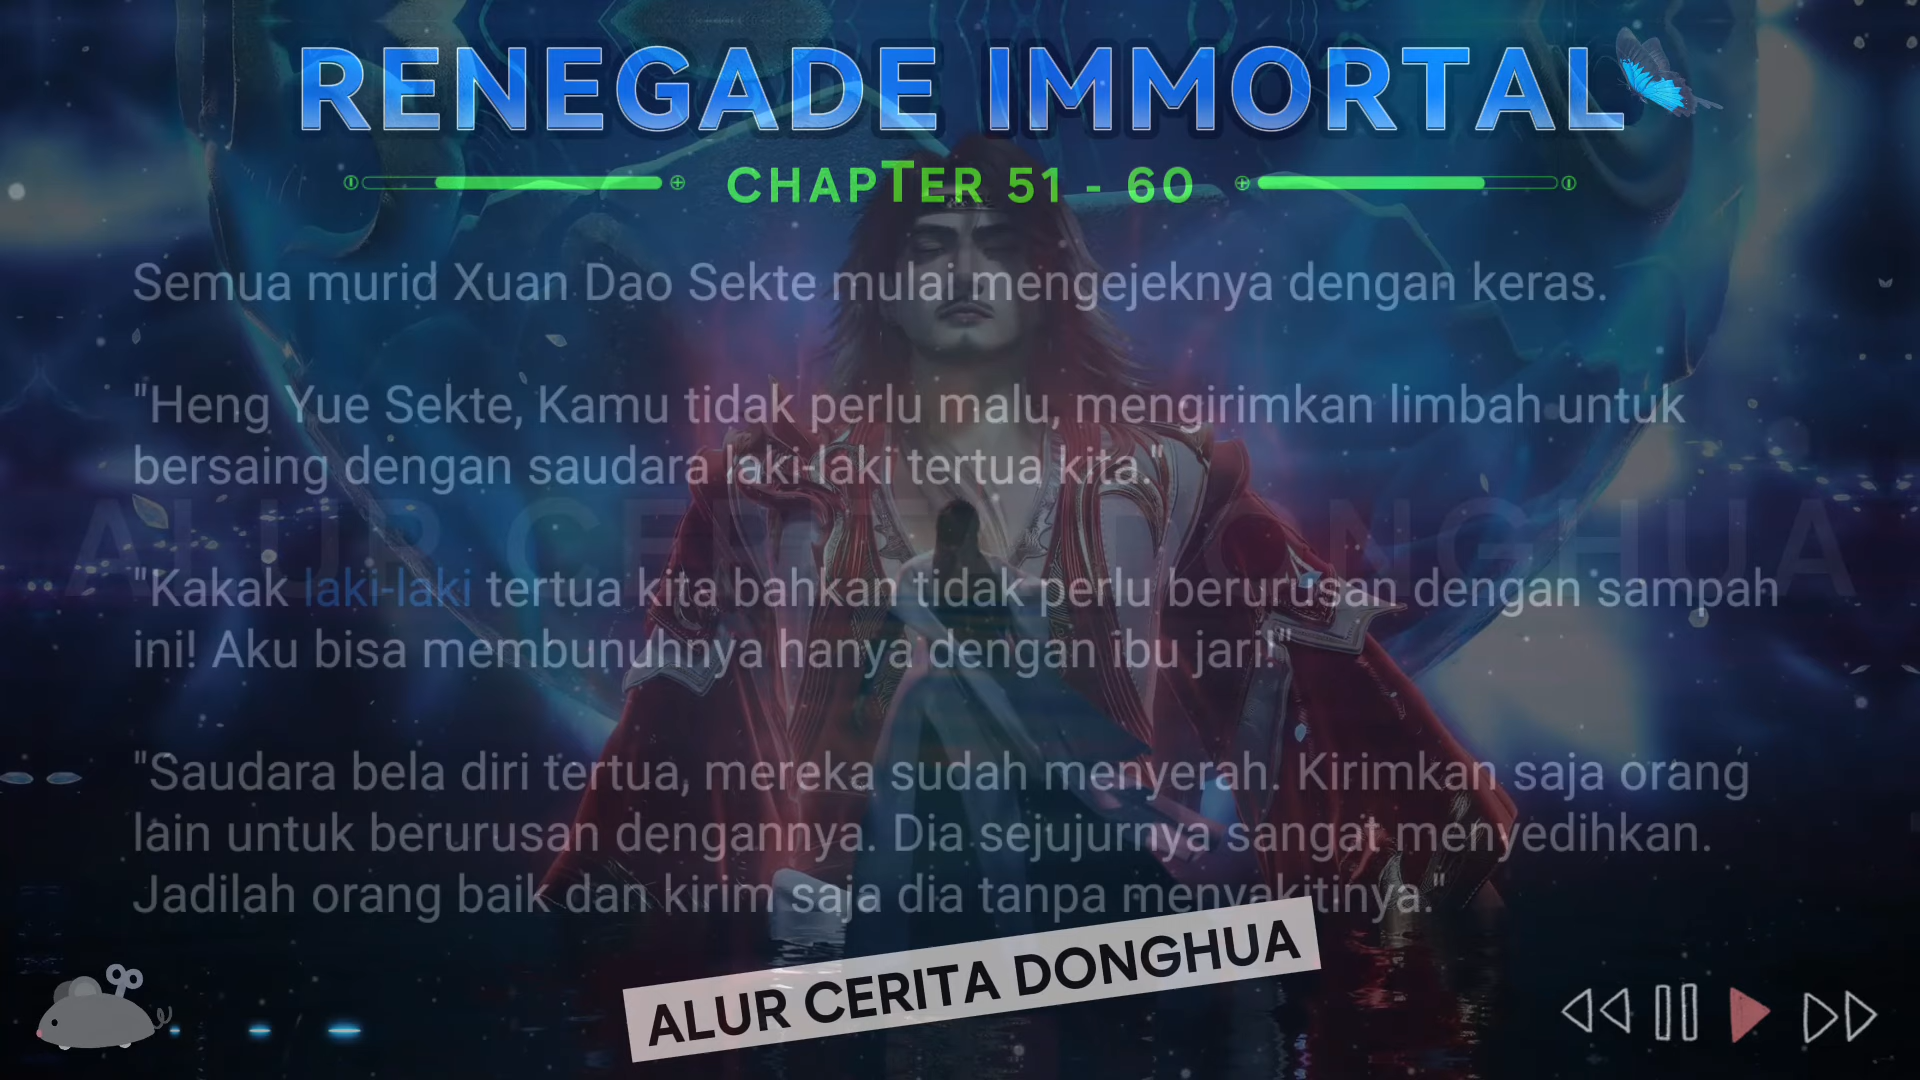 RENEGADE IMMORTAL
CHAPTER 51 - 60
Semua murid Xuan Dao Sekte mulai mengejeknya dengan keras.
"Heng Yue Sekte, Kamu tidak perlu malu, mengirimkan limbah untuk
bersaing dengan saudara laki-laki tertua kita."
ALUR CERITA DONGHUA
"Kakak laki-laki tertua kita bahkan tidak perlu berurusan dengan sampah
ini! Aku bisa membunuhnya hanya dengan ibu jari!"
"Saudara bela diri tertua, mereka sudah menyerah. Kirimkan saja orang
lain untuk berurusan dengannya. Dia sejujurnya sangat menyedihkan.
Jadilah orang baik dan kirim saja dia tanpa menyakitinya."
ALUR CERITA DONGHUA